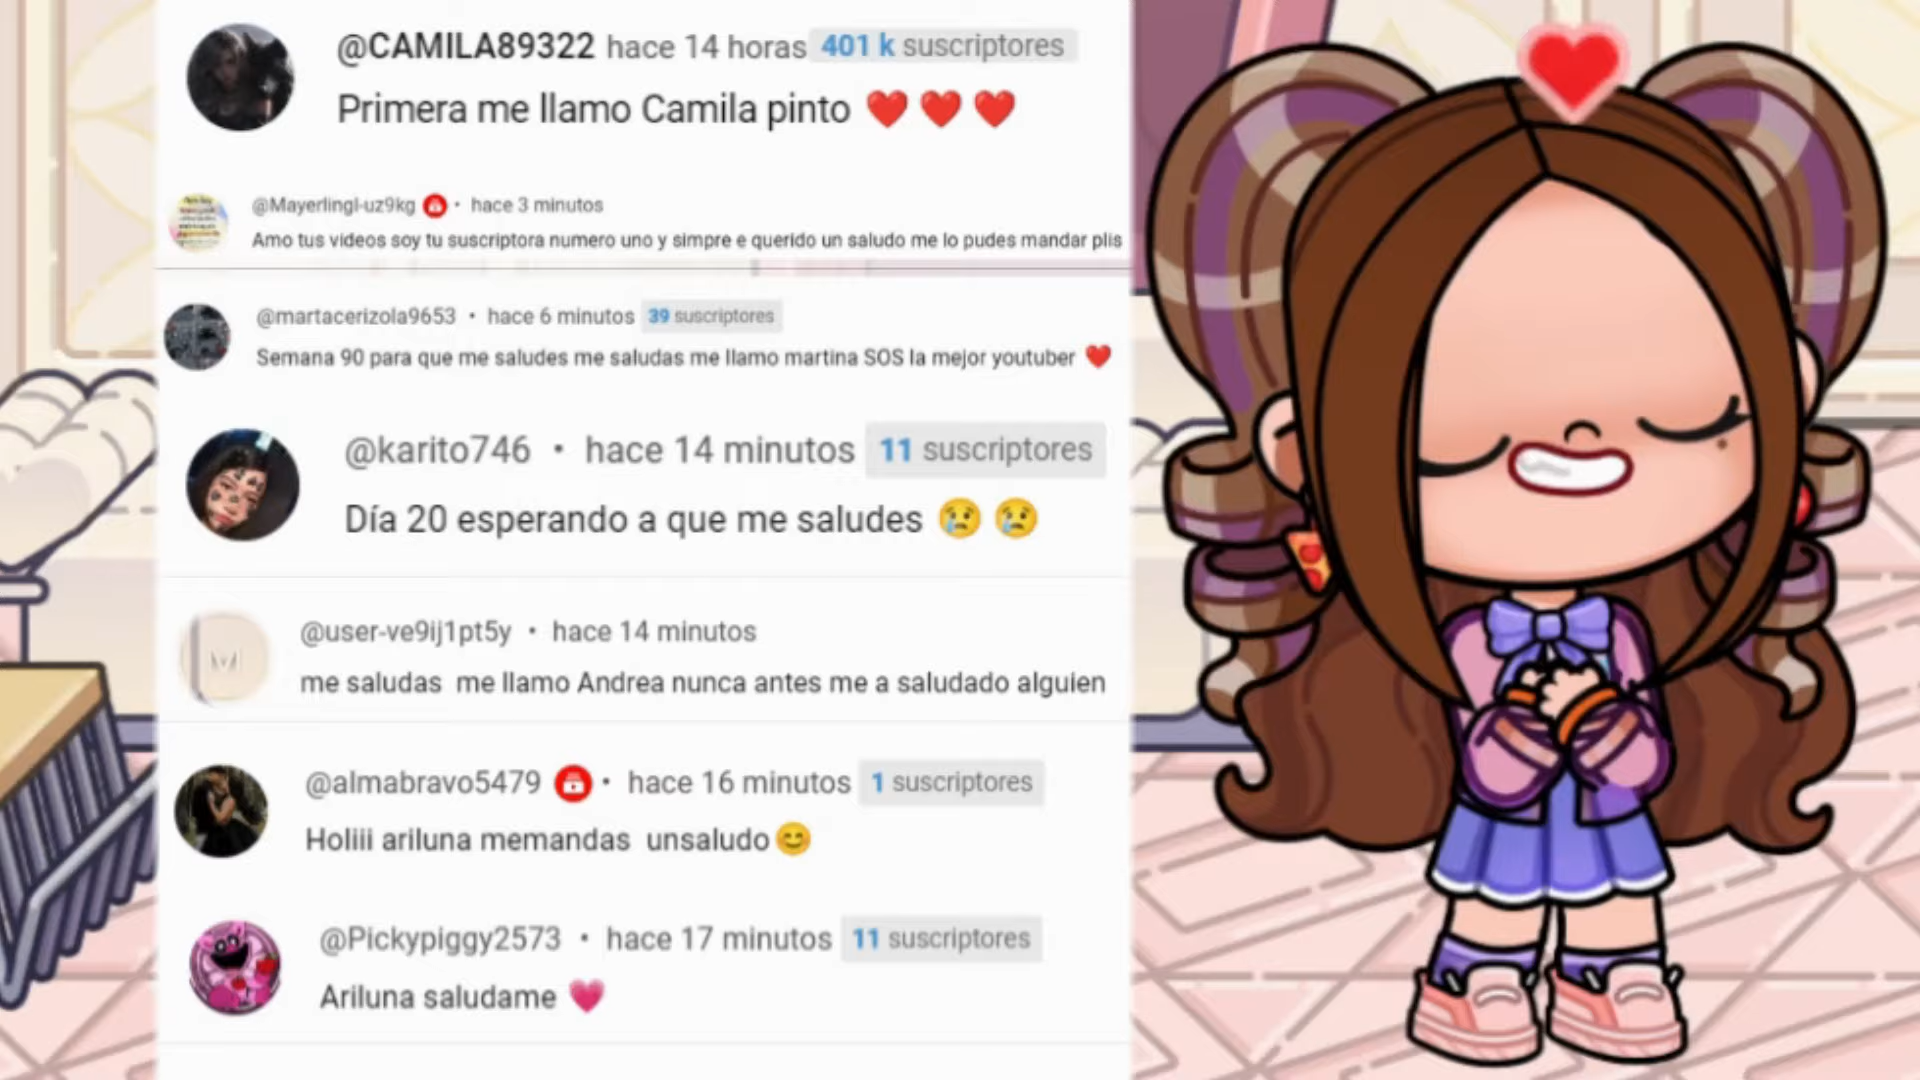 @CAMILA89322 hace 14 horas 401 k suscriptores
Primera me llamo Camila pinto ❤️ ❤️ ❤️
@Mayerlingl-uz9kg • hace 3 minutos
Amo tus videos soy tu suscriptora numero uno y simpre e querido un saludo me lo pudes mandar plis
@martacerizola9653 • hace 6 minutos 39 suscriptores
Semana 90 para que me saludes me saludas me llamo martina SOS la mejor youtuber ❤️
@karito746 • hace 14 minutos 11 suscriptores
Día 20 esperando a que me saludes 😢 😢
M
@user-ve9ij1pt5y • hace 14 minutos
me saludas me llamo Andrea nunca antes me a saludado alguien
@almabravo5479 • hace 16 minutos 1 suscriptores
Holiii ariluna memandas unsaludo 😊
@Pickypiggy2573 • hace 17 minutos 11 suscriptores
Ariluna saludame 💗